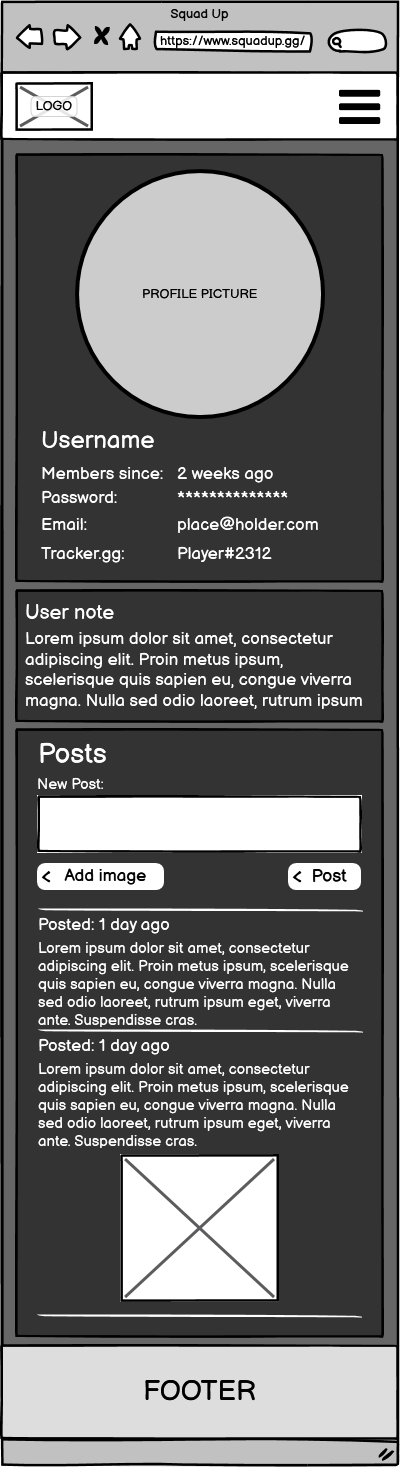 Squad Up
https://www.squadup.gg/
LOGO
PROFILE PICTURE
Username
Members since: 2 weeks ago
Password: **************
Email: place@holder.com
Tracker.gg: Player#2312
User note
Lorem ipsum dolor sit amet, consectetur
adipiscing elit. Proin metus ipsum,
scelerisque quis sapien eu, congue viverra
magna. Nulla sed odio laoreet, rutrum ipsum
Posts
New Post:
< Add image
< Post
Posted: 1 day ago
Lorem ipsum dolor sit amet, consectetur
adipiscing elit. Proin metus ipsum, scelerisque
quis sapien eu, congue viverra magna. Nulla
sed odio laoreet, rutrum ipsum eget, viverra
ante. Suspendisse cras.
Posted: 1 day ago
Lorem ipsum dolor sit amet, consectetur
adipiscing elit. Proin metus ipsum, scelerisque
quis sapien eu, congue viverra magna. Nulla
sed odio laoreet, rutrum ipsum eget, viverra
ante. Suspendisse cras.
FOOTER